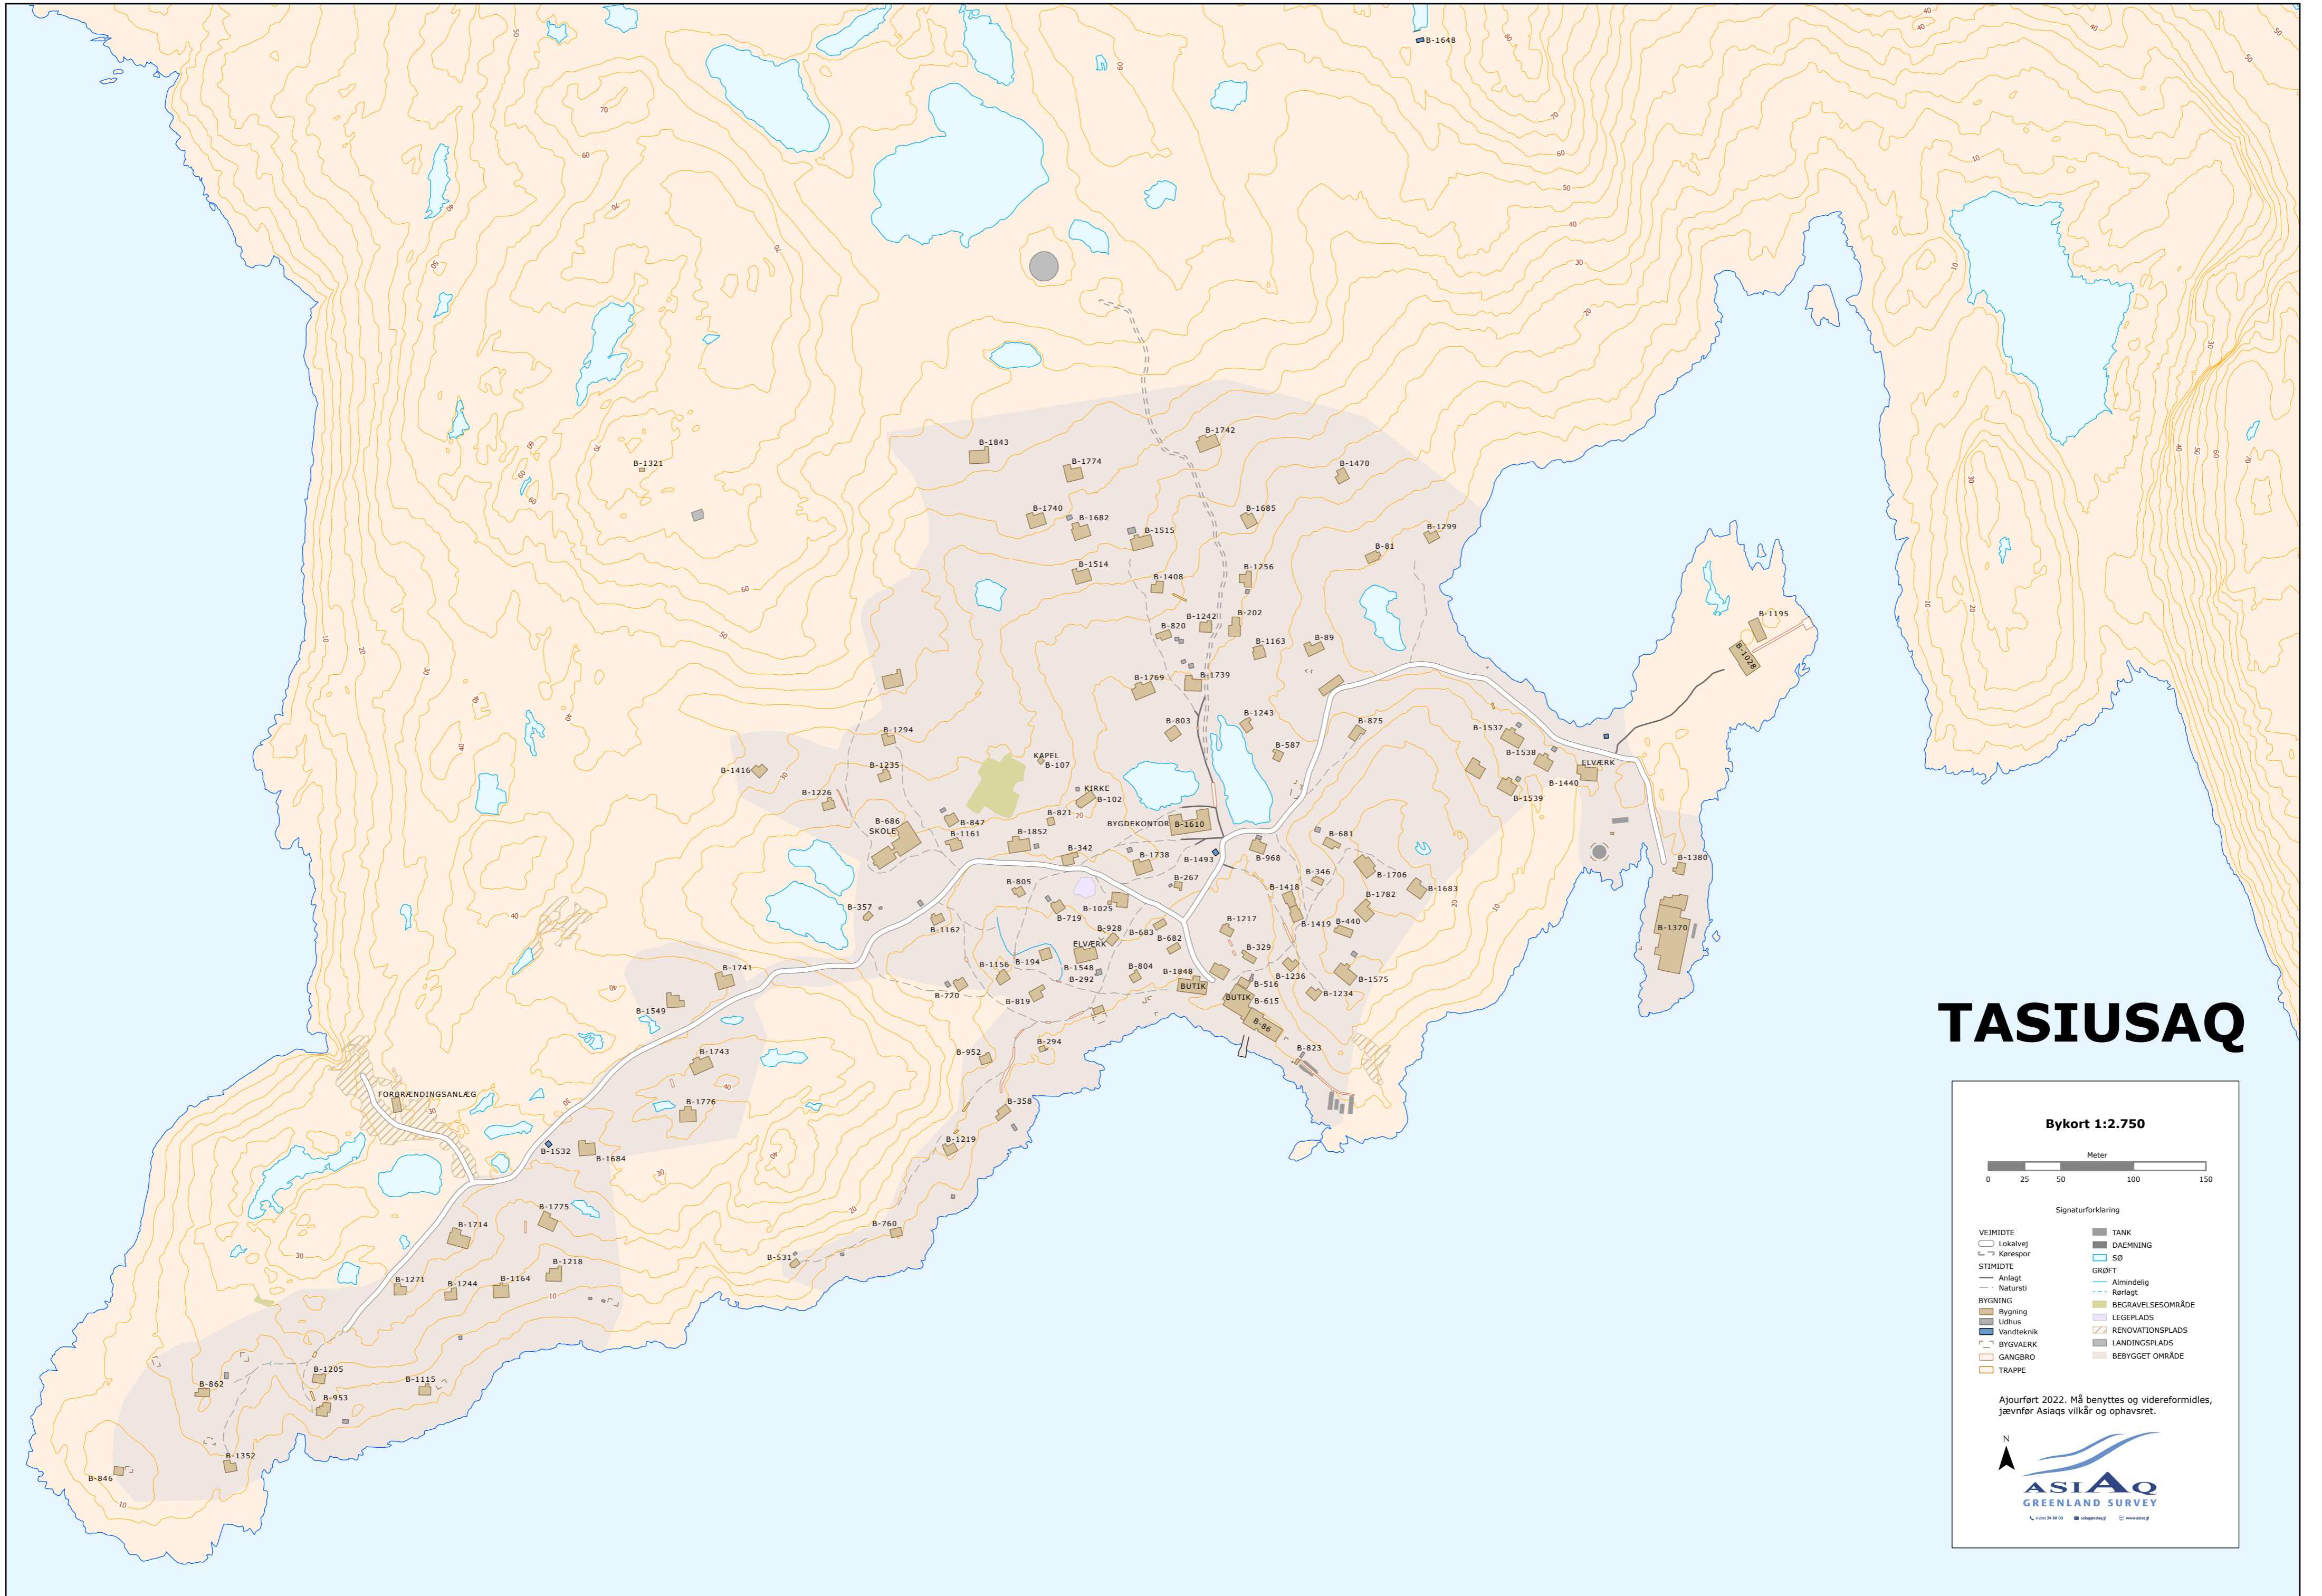 B-1648
B-1321
B-1843
B-1742
B-1774
B-1470
B-1740
B-1682
B-1685
B-1515
B-1299
B-81
B-1514
B-1408
B-1256
B-1242
B-202
B-820
B-1163
B-89
B-1195
B-1028
B-1769
B-1739
B-803
B-1243
B-875
B-1294
B-587
B-1537
B-1538
ELVÆRK
B-1440
B-1539
KAPEL
B-107
B-1416
B-1235
B-1226
KIRKE
B-102
B-821
BYGDEKONTOR
B-1610
B-686
SKOLE
B-847
B-1161
B-1852
B-342
B-1738
B-1493
B-968
B-681
B-1380
B-346
B-1706
B-1683
B-805
B-267
B-1418
B-1782
B-357
B-719
B-1025
B-1162
B-1217
B-1419
B-440
B-1370
B-928
B-683
B-682
ELVÆRK
B-329
B-1156
B-194
B-1548
B-292
B-804
B-1848
BUTIK
B-1236
B-1575
B-1741
B-1549
B-720
B-819
B-516
BUTIK
B-615
B-1234
B-86
B-823
B-294
B-952
B-1743
B-1776
B-358
B-1219
FORBRÆNDINGSANLÆG
B-1532
B-1684
B-1775
B-1714
B-760
B-531
B-1218
B-1164
B-1244
B-1271
B-1205
B-862
B-1115
B-953
B-1352
B-846
TASIUSAQ
Bykort 1:2.750
Meter
0 25 50 100 150
Signaturforklaring
VEJMIDTE
Lokalvej
Kørespor
STIMIDTE
Anlagt
Natursti
BYGNING
Bygning
Udhus
Vandteknik
BYGVAERK
GANGBRO
TRAPPE
TANK
DAEMNING
SØ
GRØFT
Almindelig
Rørlagt
BEGRAVELSESOMRÅDE
LEGEPLADS
RENOVATIONSPLADS
LANDINGSPLADS
BEBYGGET OMRÅDE
Ajourført 2022. Må benyttes og videreformidles,
jævnfør Asiaqs vilkår og ophavsret.
N
ASIAQ
GREENLAND SURVEY